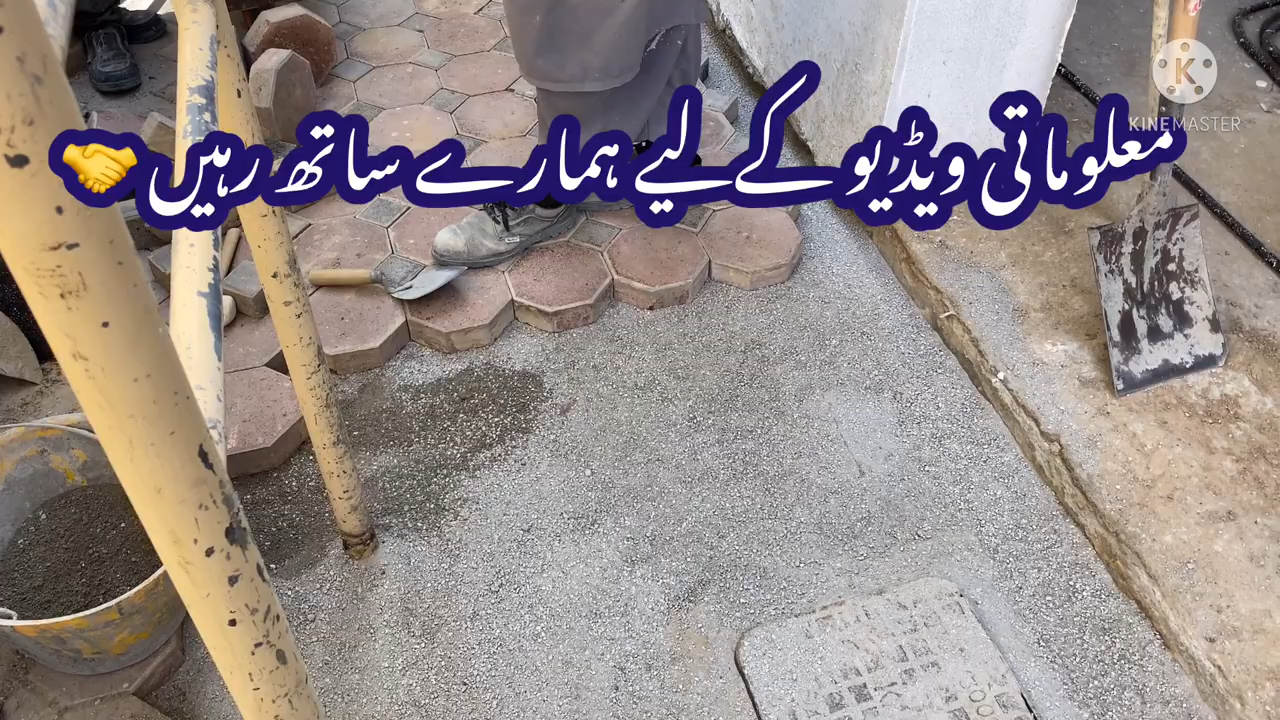 معلوماتی ویڈیو کے لیے ہمارے ساتھ رہیں🤝
K
KINEMASTER